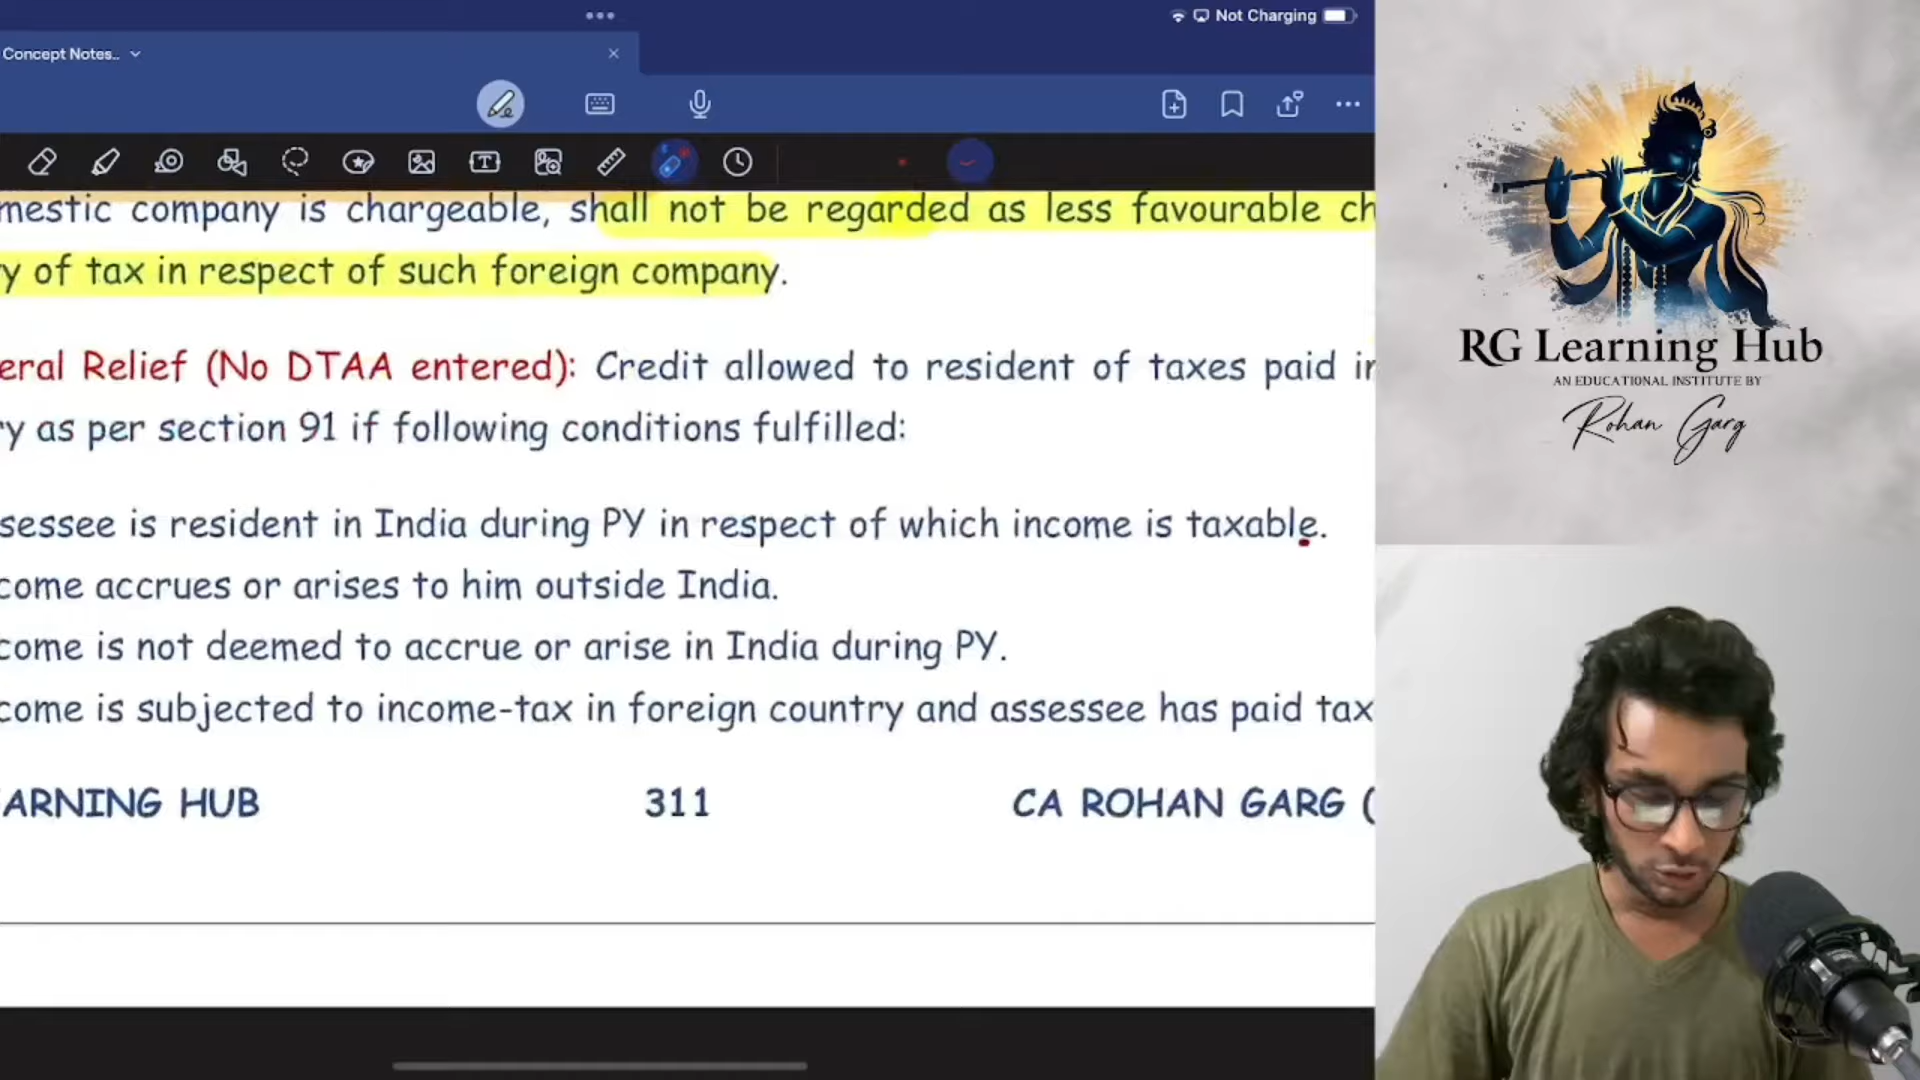 Not Charging
Concept Notes..
mestic company is chargeable, shall not be regarded as less favourable ch
y of tax in respect of such foreign company.
eral Relief (No DTAA entered): Credit allowed to resident of taxes paid in
ry as per section 91 if following conditions fulfilled:
sessee is resident in India during PY in respect of which income is taxable.
come accrues or arises to him outside India.
come is not deemed to accrue or arise in India during PY.
come is subjected to income-tax in foreign country and assessee has paid tax
ARNING HUB 311 CA ROHAN GARG (
RG Learning Hub
AN EDUCATIONAL INSTITUTE BY
Rohan Garg